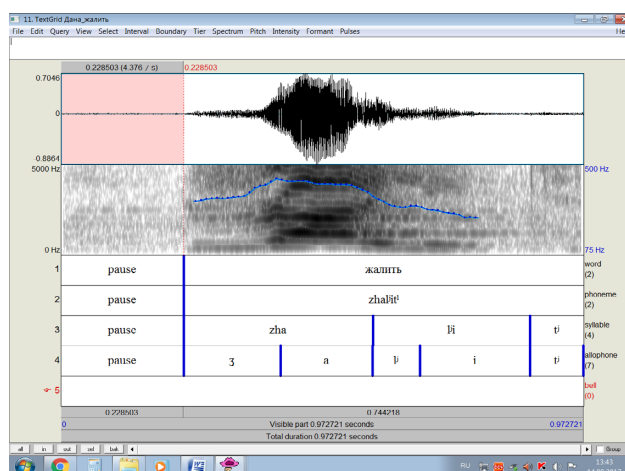 11. TextGrid Дана_жалить
File Edit Query View Select Interval Boundary Tier Spectrum Pitch Intensity Formant Pulses He
0.228503 (4.376 / s) 0.228503
0.7046
0
0.8864
5000 Hz 500 Hz
0 Hz 75 Hz
1 pause жалить word (2)
2 pause zhalʲitʲ phoneme (2)
3 pause zha lʲi tʲ syllable (4)
4 pause ʒ a lʲ i tʲ allophone (7)
5 bell (0)
0.228503 0.744218
0 Visible part 0.972721 seconds 0.972721
Total duration 0.972721 seconds
all in out sel bak Group
RU 13:43